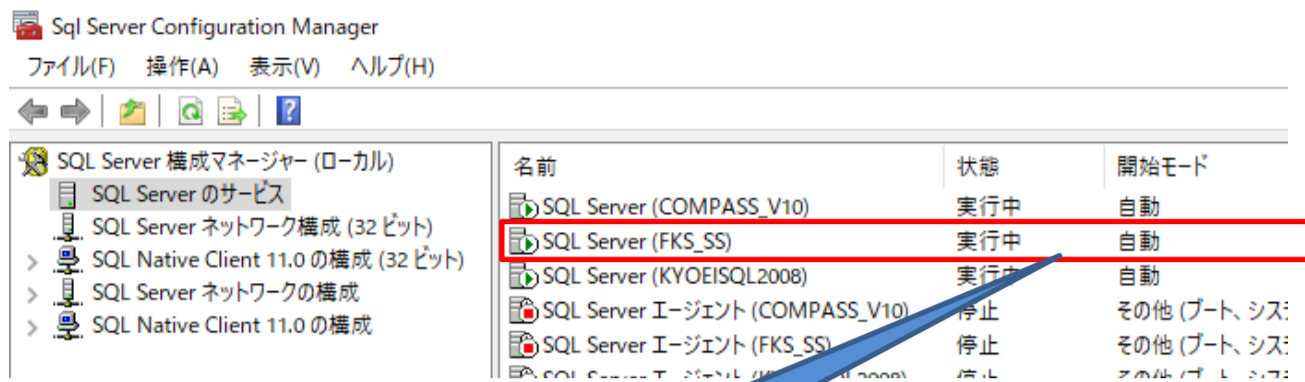 Sql Server Configuration Manager
ファイル(F) 操作(A) 表示(V) ヘルプ(H)
SQL Server 構成マネージャー (ローカル)
SQL Server のサービス
SQL Server ネットワーク構成 (32 ビット)
SQL Native Client 11.0 の構成 (32 ビット)
SQL Server ネットワークの構成
SQL Native Client 11.0 の構成
名前 状態 開始モード
SQL Server (COMPASS_V10) 実行中 自動
SQL Server (FKS_SS) 実行中 自動
SQL Server (KYOEISQL2008) 実行中 自動
SQL Server エージェント (COMPASS_V10) 停止 その他 (ブート、シス
SQL Server エージェント (FKS_SS) 停止 その他 (ブート、シス